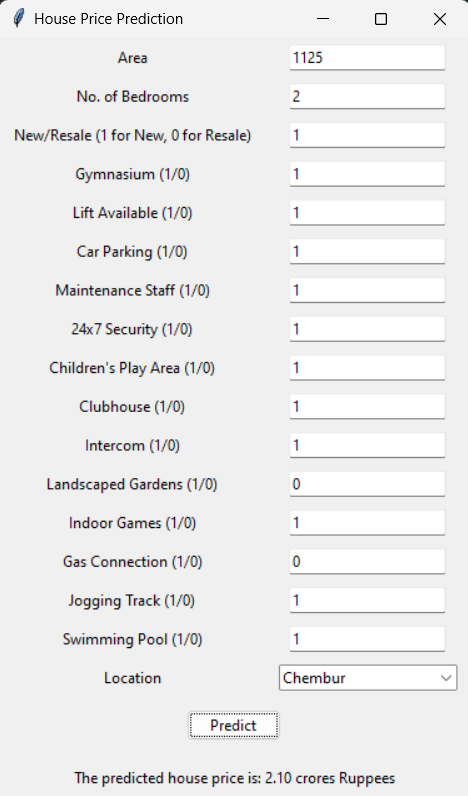 House Price Prediction
Area 1125
No. of Bedrooms 2
New/Resale (1 for New, 0 for Resale) 1
Gymnasium (1/0) 1
Lift Available (1/0) 1
Car Parking (1/0) 1
Maintenance Staff (1/0) 1
24x7 Security (1/0) 1
Children's Play Area (1/0) 1
Clubhouse (1/0) 1
Intercom (1/0) 1
Landscaped Gardens (1/0) 0
Indoor Games (1/0) 1
Gas Connection (1/0) 0
Jogging Track (1/0) 1
Swimming Pool (1/0) 1
Location Chembur
Predict
The predicted house price is: 2.10 crores Ruppees